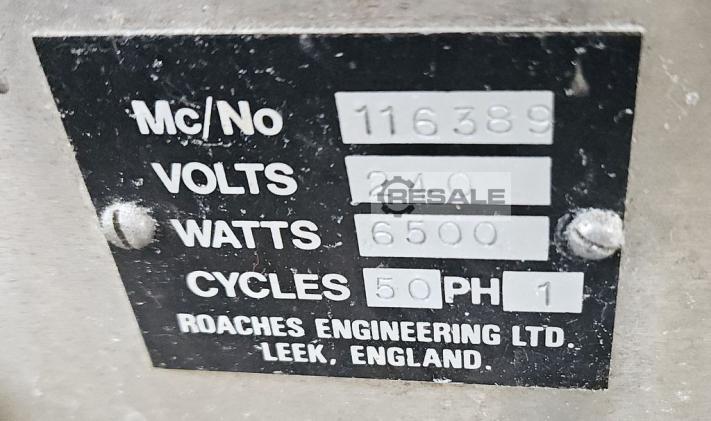 Mc/No 116389
VOLTS 240
RESALE
WATTS 6500
CYCLES 50 PH 1
ROACHES ENGINEERING LTD.
LEEK, ENGLAND.